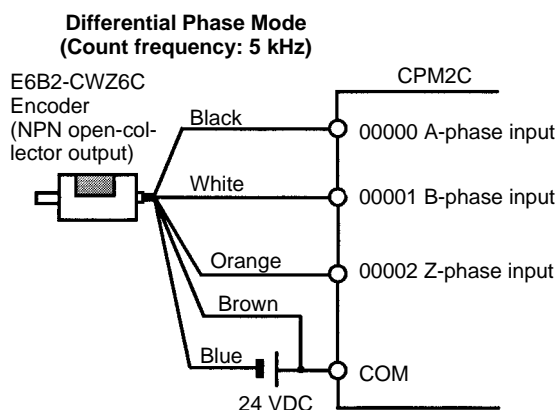 Differential Phase Mode
(Count frequency: 5 kHz)
E6B2-CWZ6C
Encoder
(NPN open-col-
lector output)
CPM2C
Black
00000 A-phase input
White
00001 B-phase input
Orange
00002 Z-phase input
Brown
Blue
COM
24 VDC